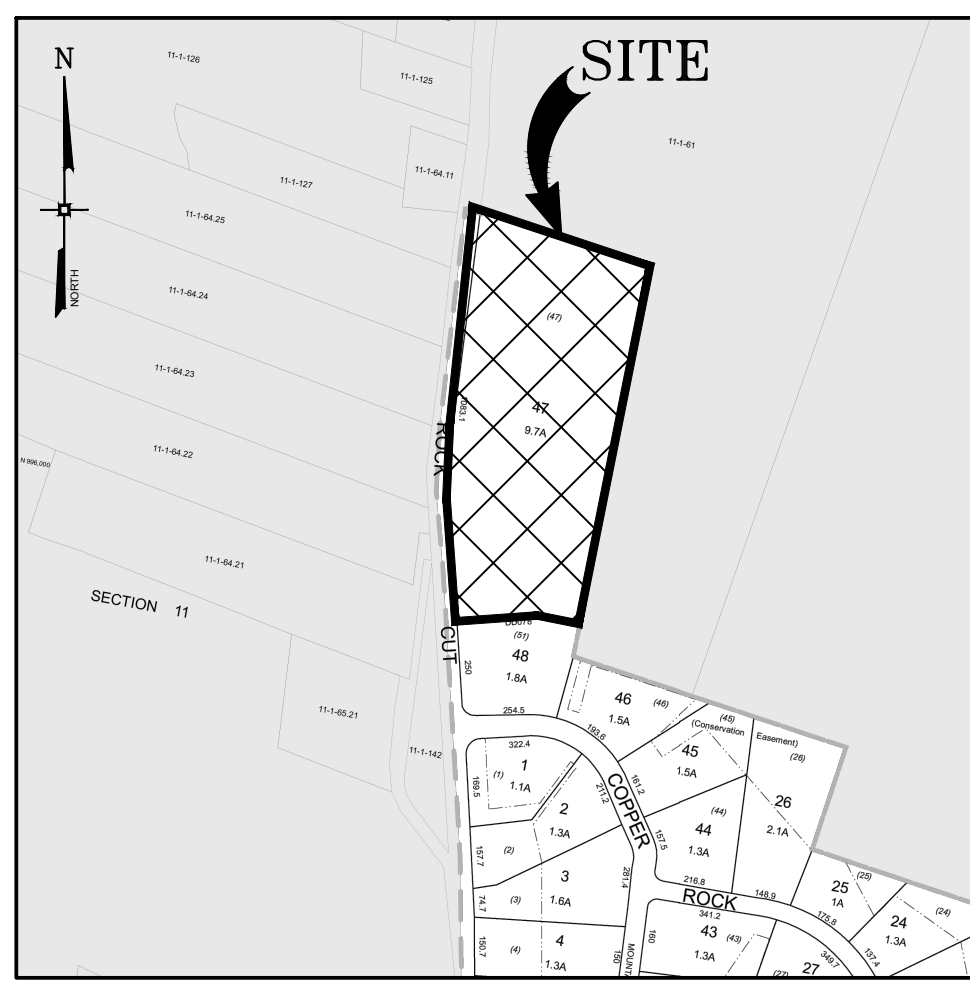 N
SITE
11-1-126
11-1-125
11-1-61
11-1-64.11
11-1-127
11-1-64.25
NORTH
11-1-64.24
(47)
11-1-64.23
47
1083.1
9.7A
ROCK
11-1-64.22
N 996,000
11-1-64.21
SECTION 11
CUT
(51)
48
250
1.8A
11-1-65.21
254.5
46
(46)
1.5A
193.6
(45)
(Conservation
Easement)
(26)
11-1-142
322.4
1
(1)
1.1A
169.5
45
1.5A
161.2
211.2
COPPER
26
2.1A
2
1.3A
(44)
44
1.3A
157.5
157.7
(2)
3
1.6A
281.4
216.8
148.9
ROCK
341.2
25
(25)
1A
175.8
74.7
(3)
24
(24)
1.3A
137.4
150.7
(4)
4
1.3A
150
MOUNTA
160
43
(43)
1.3A
349.7
27
(27)